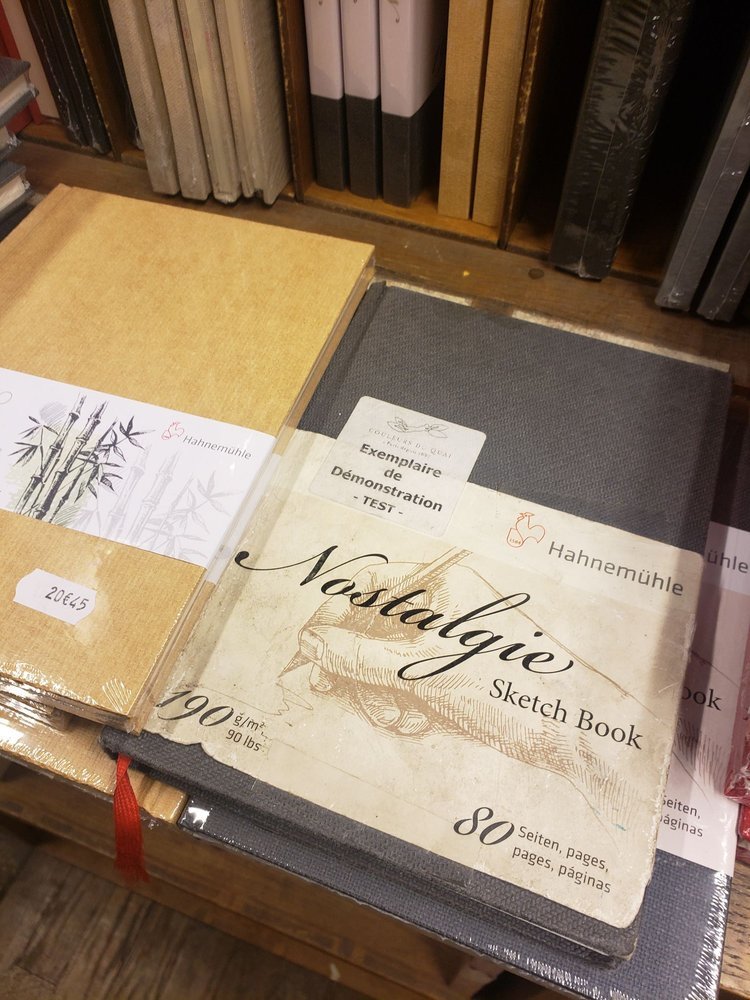 Hahnemühle
20€45
COULEURS DU QUAI
Exemplaire
de
Démonstration
- TEST -
Hahnemühle
Nostalgie
Sketch Book
190 g/m²
90 lbs
80 Seiten, pages,
pages, páginas
ühle
ook
Seiten,
páginas